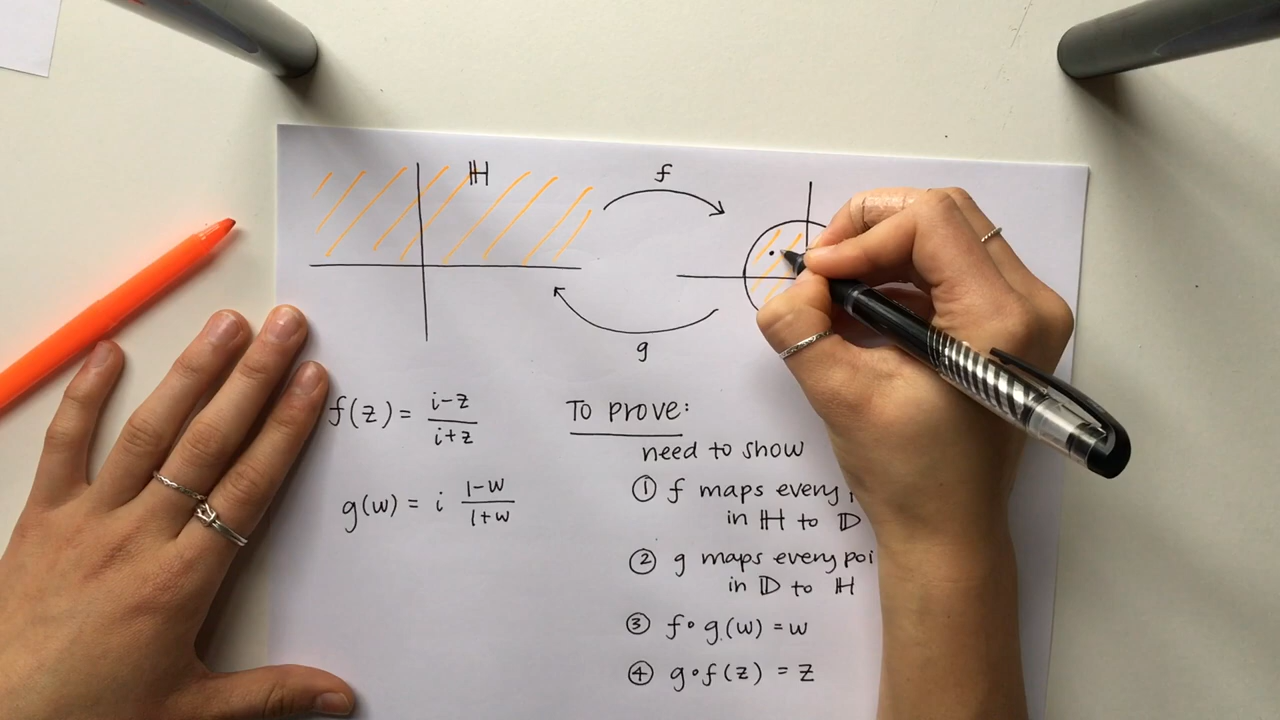 ℍ
f
g
f(z) = i-z / i+z
g(w) = i 1-w / 1+w
To prove:
need to show
① f maps every
in ℍ to 𝔻
② g maps every poi
in 𝔻 to ℍ
③ f∘g(w) = w
④ g∘f(z) = z